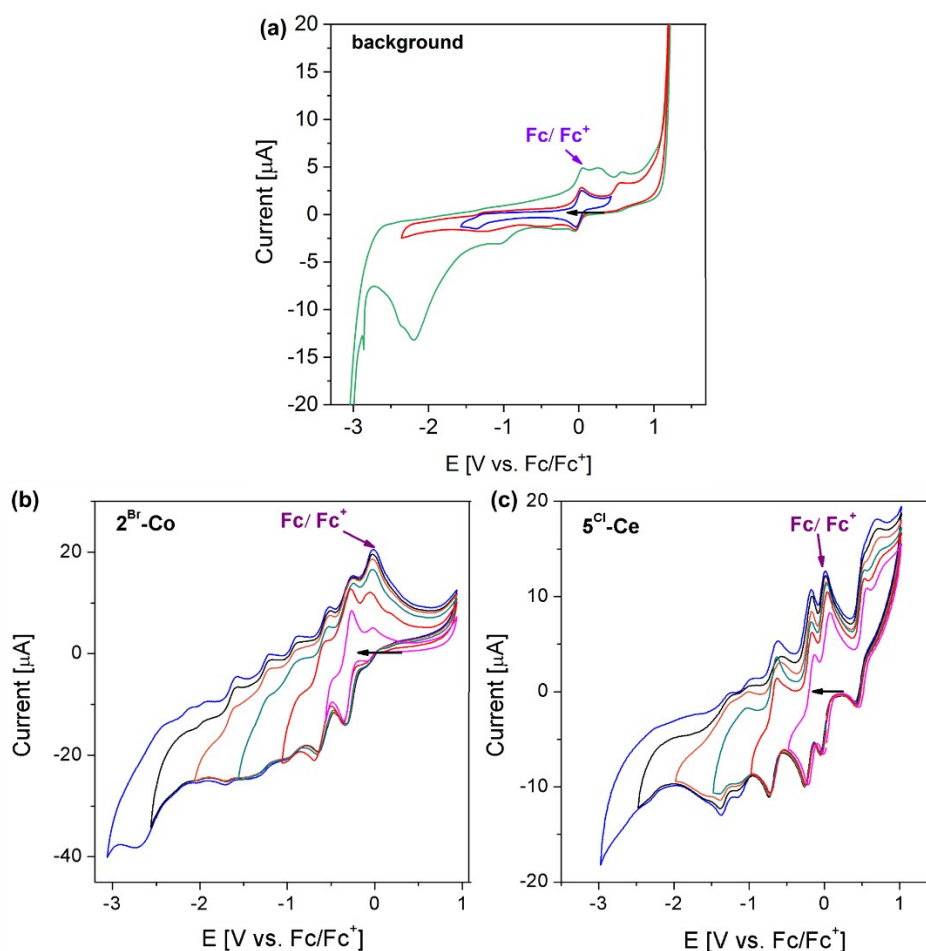 (a)
background
Fc/ Fc⁺
Current [µA]
20
15
10
5
0
-5
-10
-15
-20
-3 -2 -1 0 1
E [V vs. Fc/Fc⁺]
(b)
2ᴮʳ-Co
Fc/ Fc⁺
Current [µA]
20
0
-20
-40
-3 -2 -1 0 1
E [V vs. Fc/Fc⁺]
(c)
5ᶜˡ-Ce
Fc/ Fc⁺
Current [µA]
20
10
0
-10
-20
-3 -2 -1 0 1
E [V vs. Fc/Fc⁺]